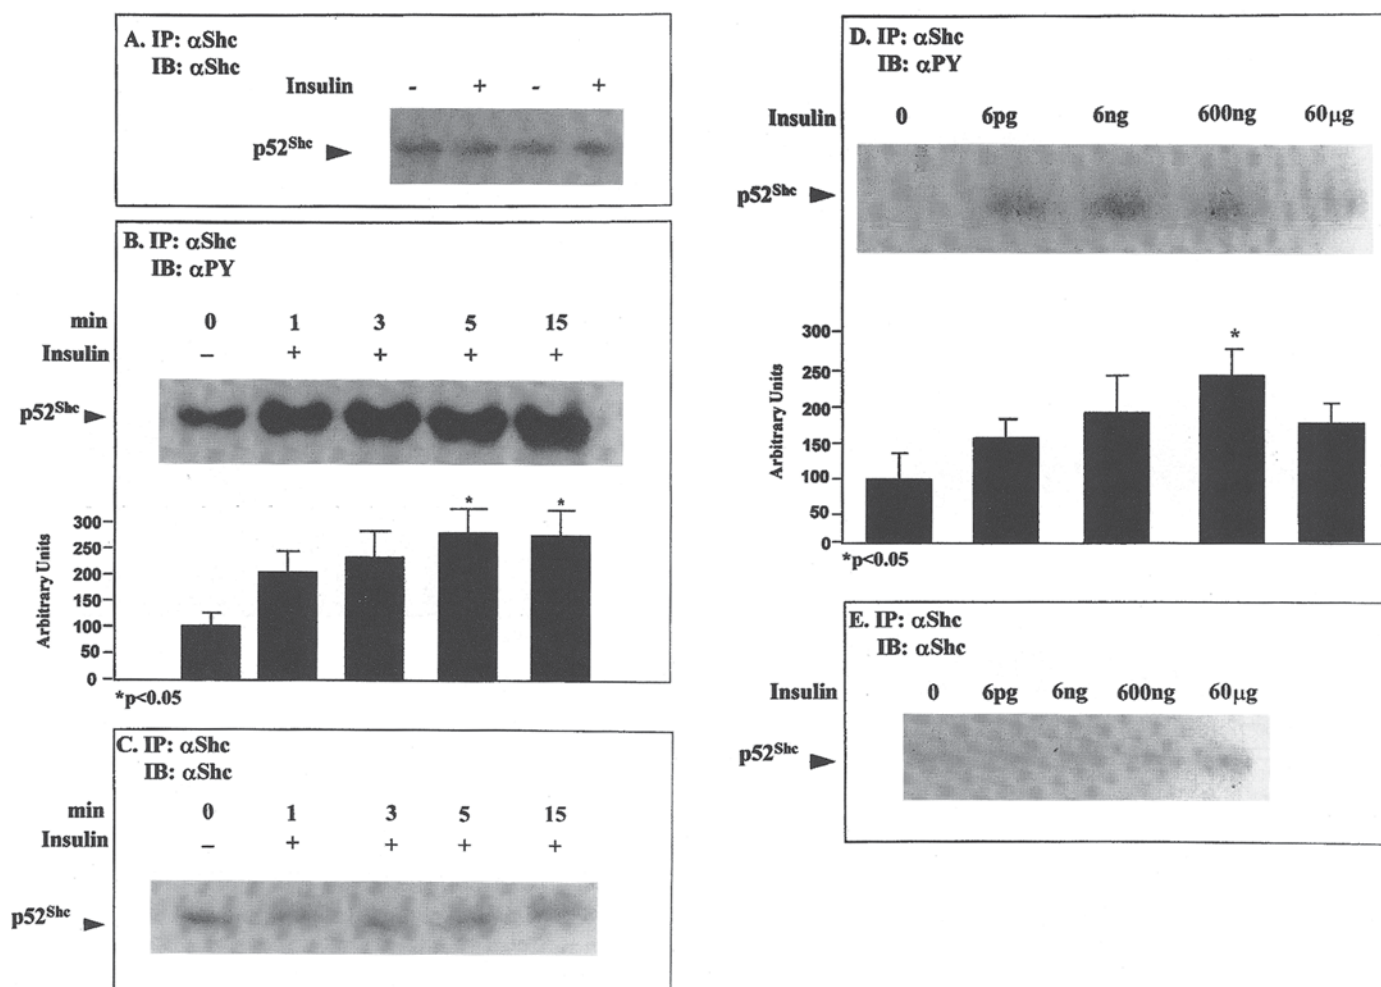 A. IP: αShc
IB: αShc
Insulin - + - +
p52Shc
B. IP: αShc
IB: αPY
min 0 1 3 5 15
Insulin – + + + +
p52Shc
Arbitrary Units
300
250
200
150
100
50
0
* *
*p<0.05
C. IP: αShc
IB: αShc
min 0 1 3 5 15
Insulin – + + + +
p52Shc
D. IP: αShc
IB: αPY
Insulin 0 6pg 6ng 600ng 60µg
p52Shc
Arbitrary Units
300
250
200
150
100
50
0
*
*p<0.05
E. IP: αShc
IB: αShc
Insulin 0 6pg 6ng 600ng 60µg
p52Shc